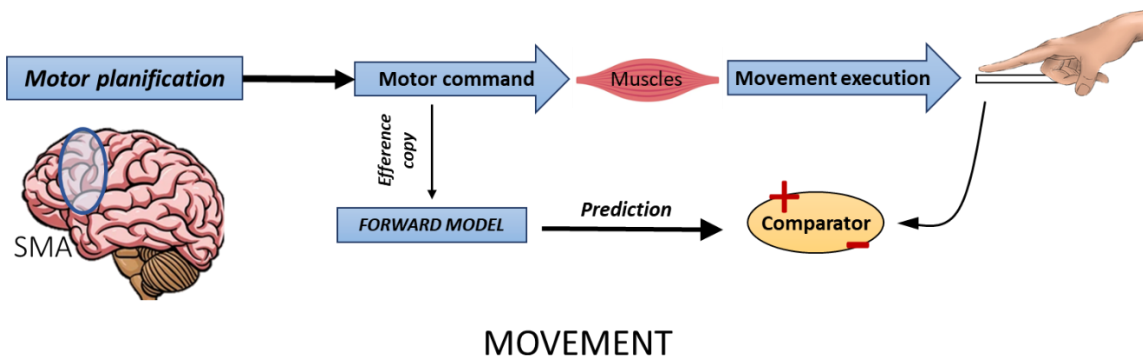 Motor planification
Motor command
Muscles
Movement execution
Efference
copy
FORWARD MODEL
Prediction
Comparator
SMA
MOVEMENT